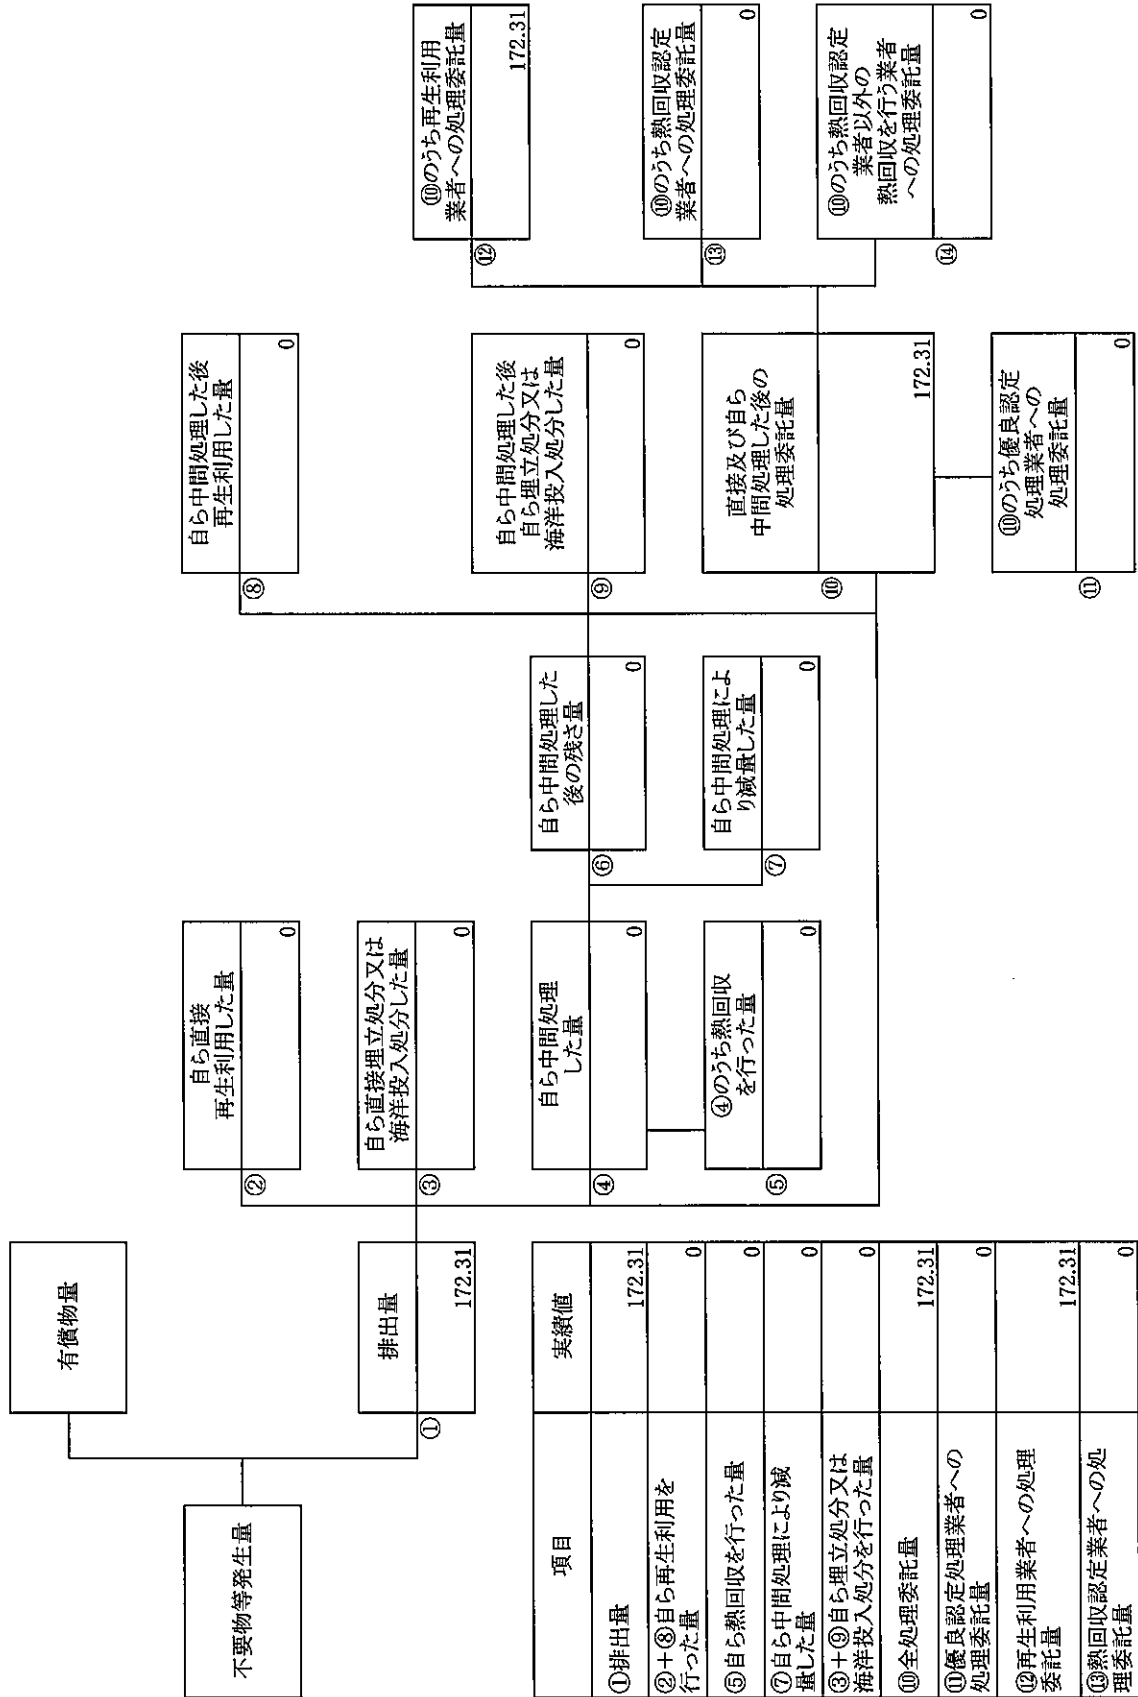 不要物等発生量
有償物量
①
排出量
172.31
②
自ら直接
再生利用した量
0
③
自ら直接埋立処分又は
海洋投入処分した量
0
④
自ら中間処理
した量
0
⑤
④のうち熱回収
を行った量
0
⑥
自ら中間処理した
後の残さ量
0
⑦
自ら中間処理によ
り減量した量
0
⑧
自ら中間処理した後
再生利用した量
0
⑨
自ら中間処理した後
自ら埋立処分又は
海洋投入処分した量
0
⑩
直接及び自ら
中間処理した後の
処理委託量
172.31
⑪
⑩のうち優良認定
処理業者への
処理委託量
0
⑫
⑩のうち再生利用
業者への処理委託量
172.31
⑬
⑩のうち熱回収認定
業者への処理委託量
0
⑭
⑩のうち熱回収認定
業者以外の
熱回収を行う業者
への処理委託量
0
項目 実績値
①排出量 172.31
②+⑧自ら再生利用を
行った量 0
⑤自ら熱回収を行った量 0
⑦自ら中間処理により減
量した量 0
③+⑨自ら埋立処分又は
海洋投入処分を行った量 0
⑩全処理委託量 172.31
⑪優良認定処理業者への
処理委託量 0
⑫再生利用業者への処理
委託量 172.31
⑬熱回収認定業者への処
理委託量 0